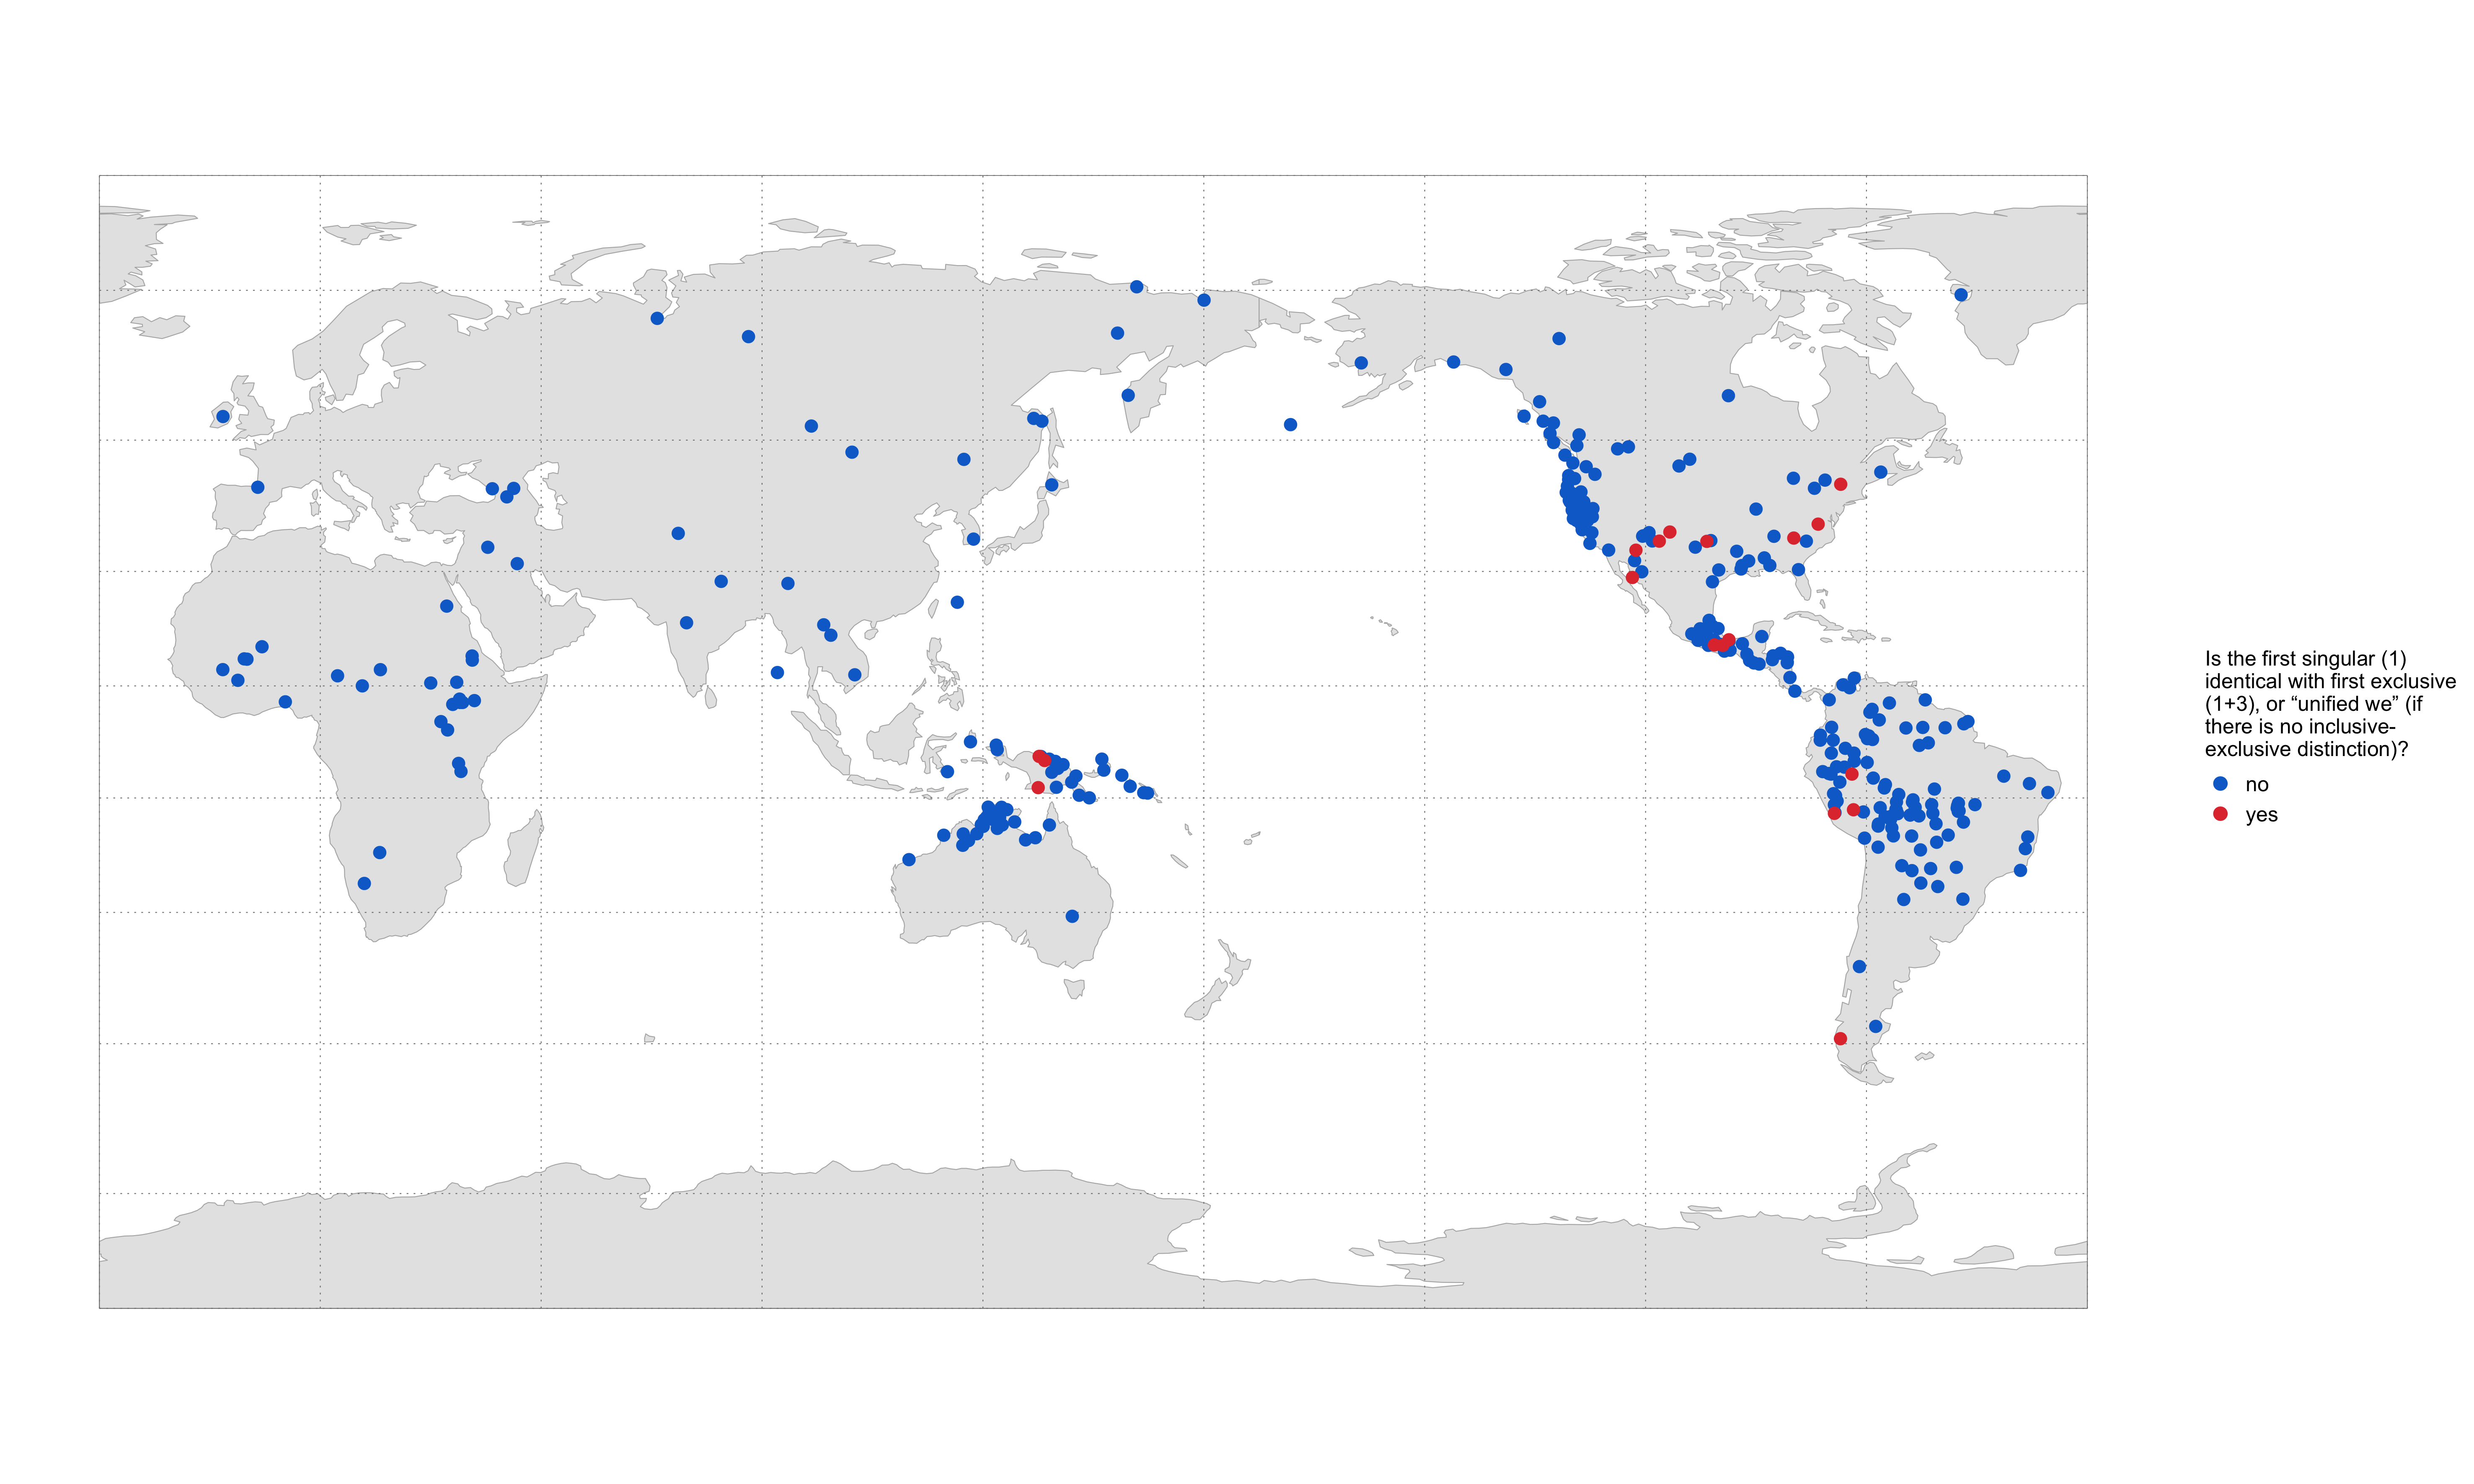 Is the first singular (1)
identical with first exclusive
(1+3), or “unified we” (if
there is no inclusive-
exclusive distinction)?
no
yes